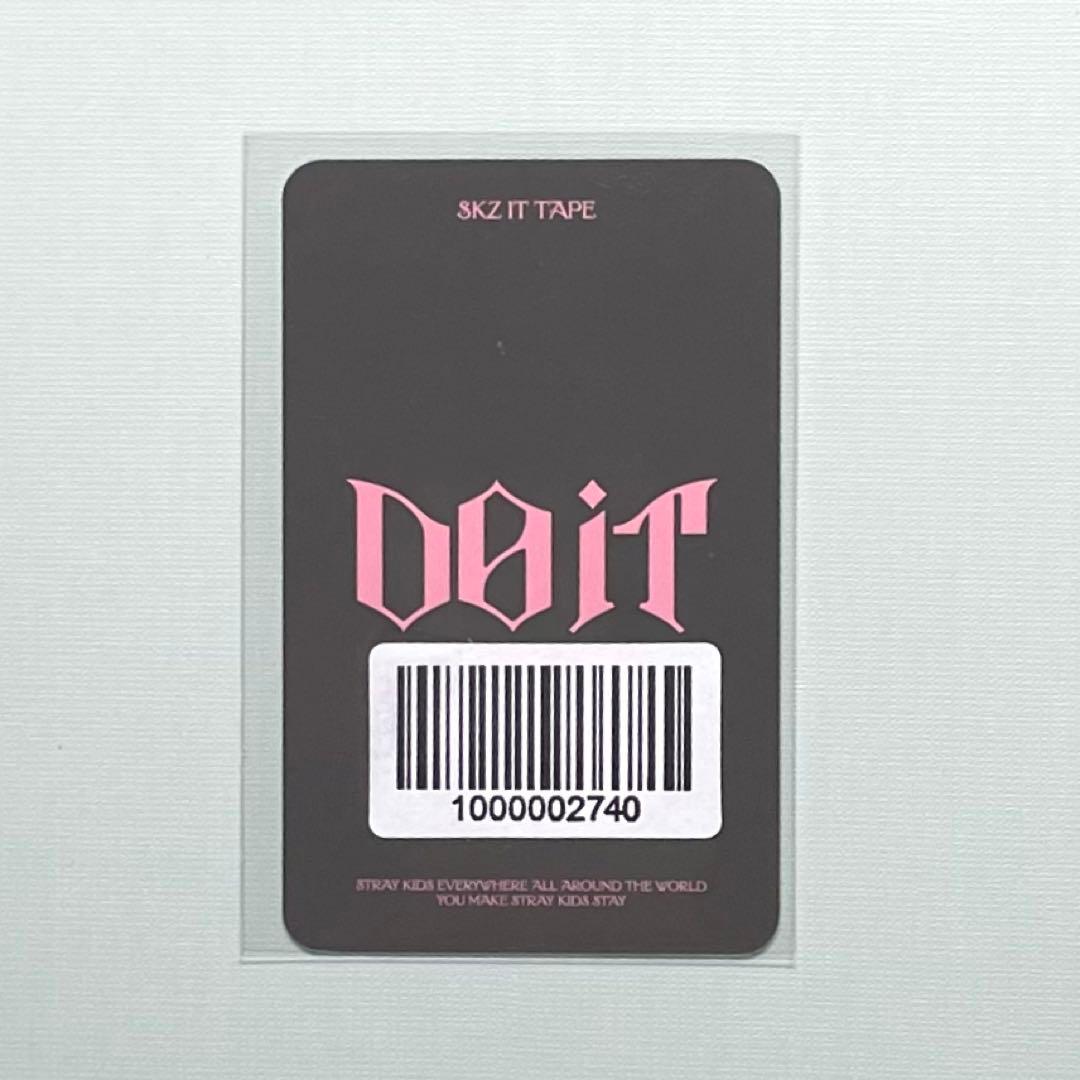 SKZ IT TAPE
DO iT
1000002740
STRAY KIDS EVERYWHERE ALL AROUND THE WORLD
YOU MAKE STRAY KIDS STAY